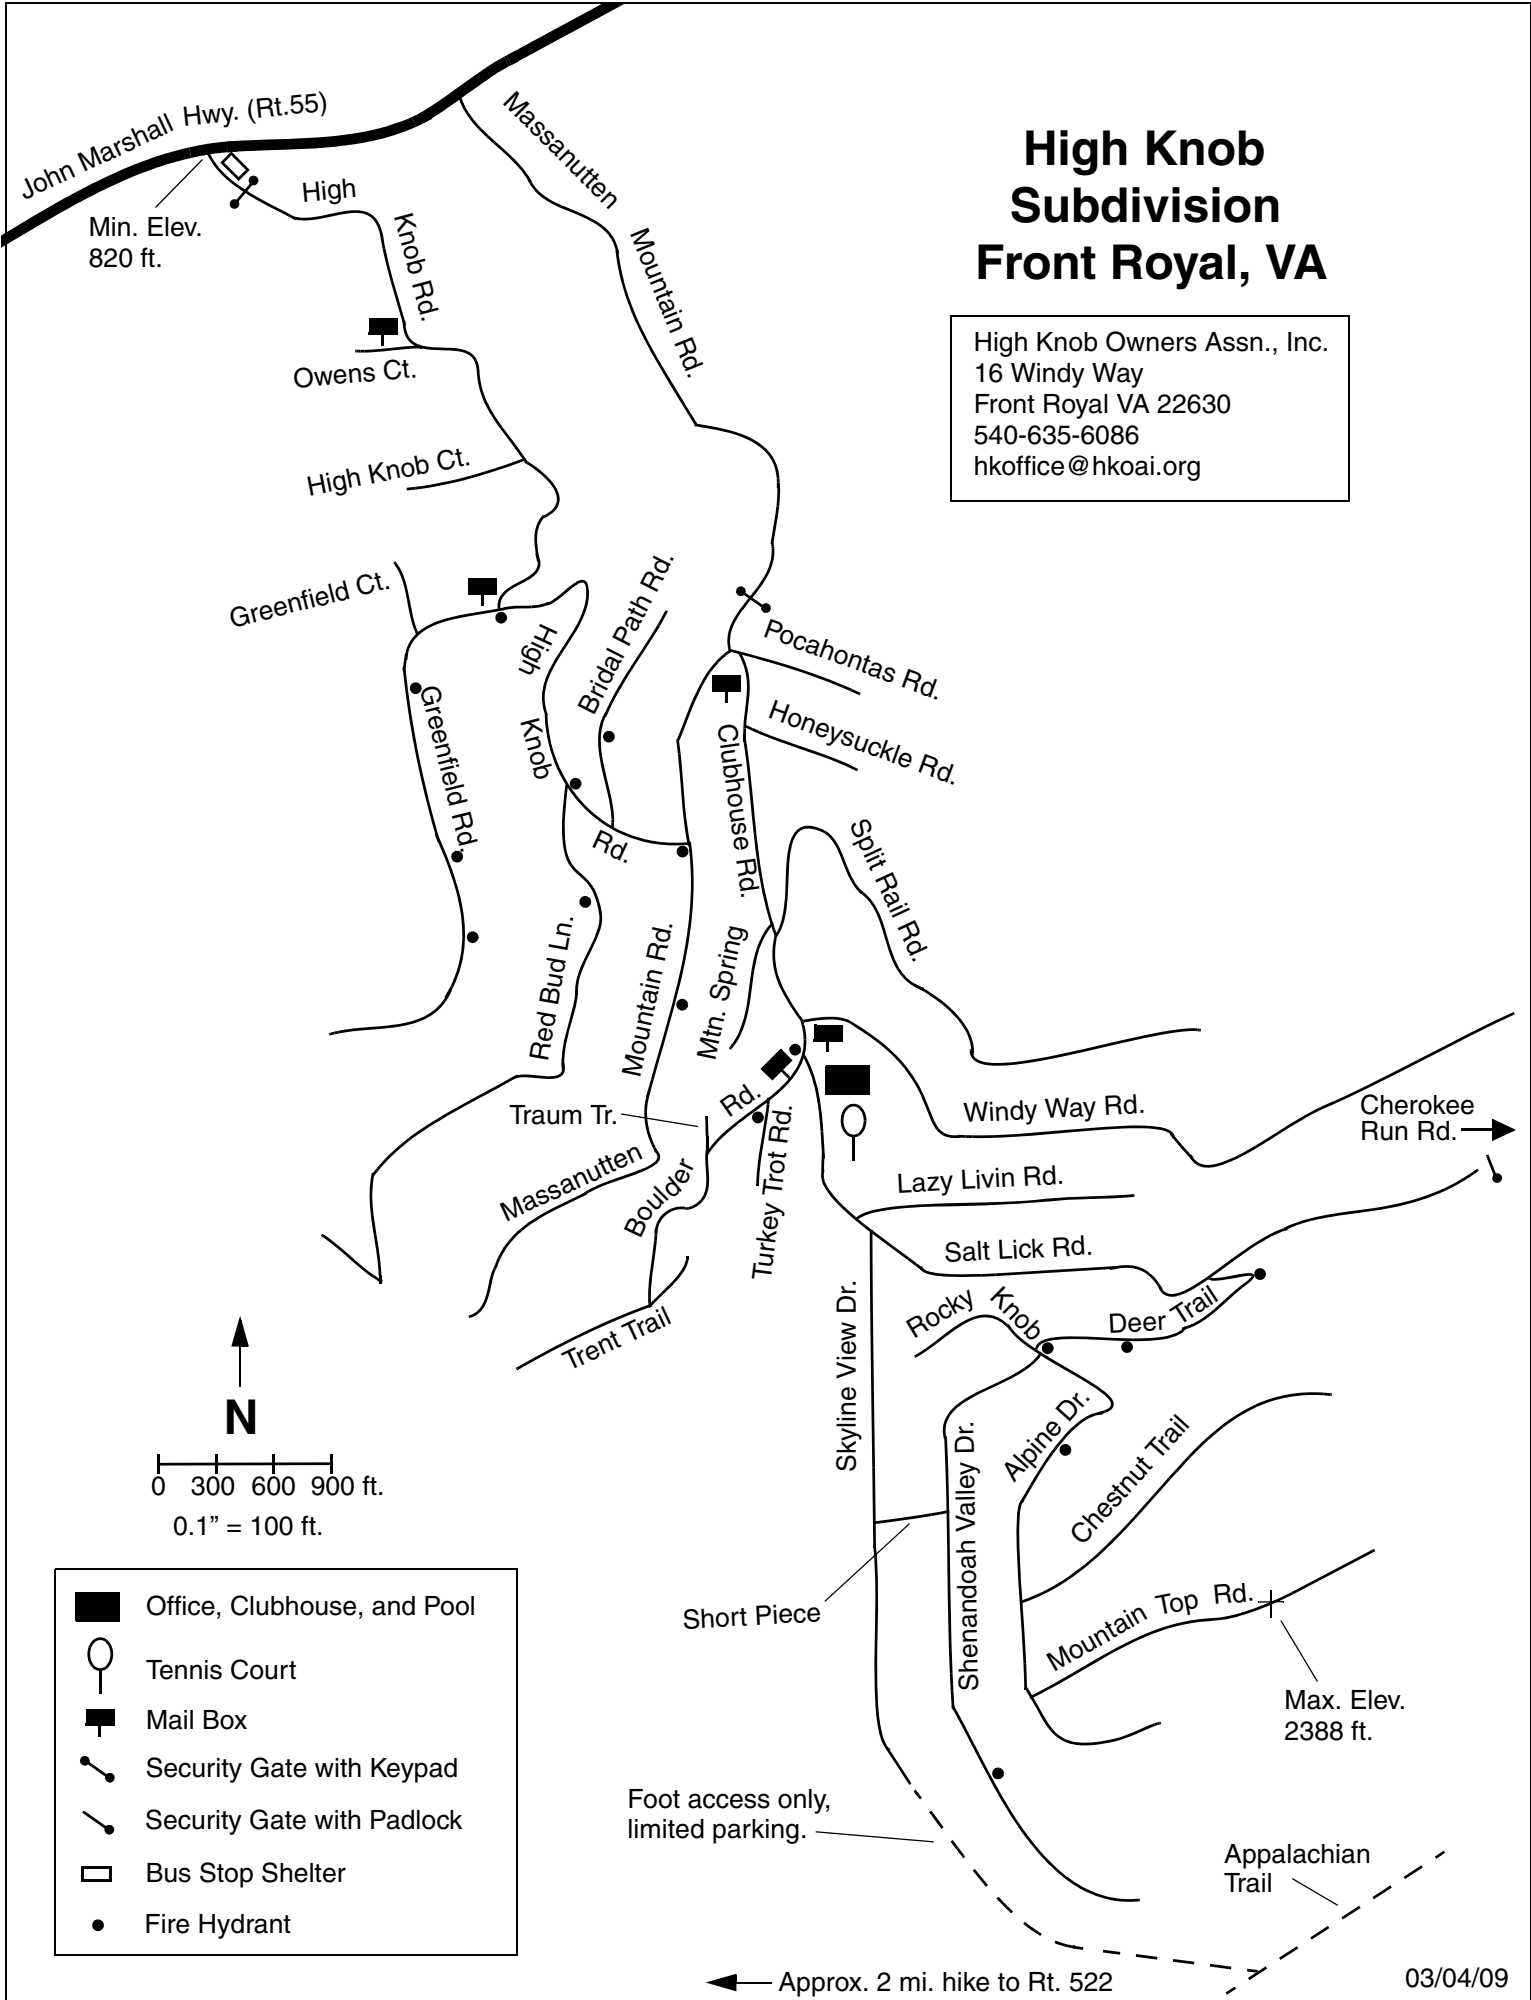 John Marshall Hwy. (Rt.55)
Massanutten
Mountain Rd.
High Knob
Subdivision
Front Royal, VA
High Knob Owners Assn., Inc.
16 Windy Way
Front Royal VA 22630
540-635-6086
hkoffice@hkoai.org
Min. Elev.
820 ft.
High
Knob Rd.
Owens Ct.
High Knob Ct.
Greenfield Ct.
Greenfield Rd.
High
Knob
Rd.
Bridal Path Rd.
Pocahontas Rd.
Honeysuckle Rd.
Clubhouse Rd.
Split Rail Rd.
Red Bud Ln.
Mountain Rd.
Massanutten
Mtn. Spring
Traum Tr.
Boulder
Rd.
Turkey Trot Rd.
Trent Trail
Windy Way Rd.
Cherokee
Run Rd.
Lazy Livin Rd.
Salt Lick Rd.
Rocky
Knob
Deer Trail
Skyline View Dr.
Shenandoah Valley Dr.
Alpine Dr.
Chestnut Trail
Mountain Top Rd.
Short Piece
Max. Elev.
2388 ft.
N
0 300 600 900 ft.
0.1” = 100 ft.
Office, Clubhouse, and Pool
Tennis Court
Mail Box
Security Gate with Keypad
Security Gate with Padlock
Bus Stop Shelter
Fire Hydrant
Foot access only,
limited parking.
Appalachian
Trail
Approx. 2 mi. hike to Rt. 522
03/04/09